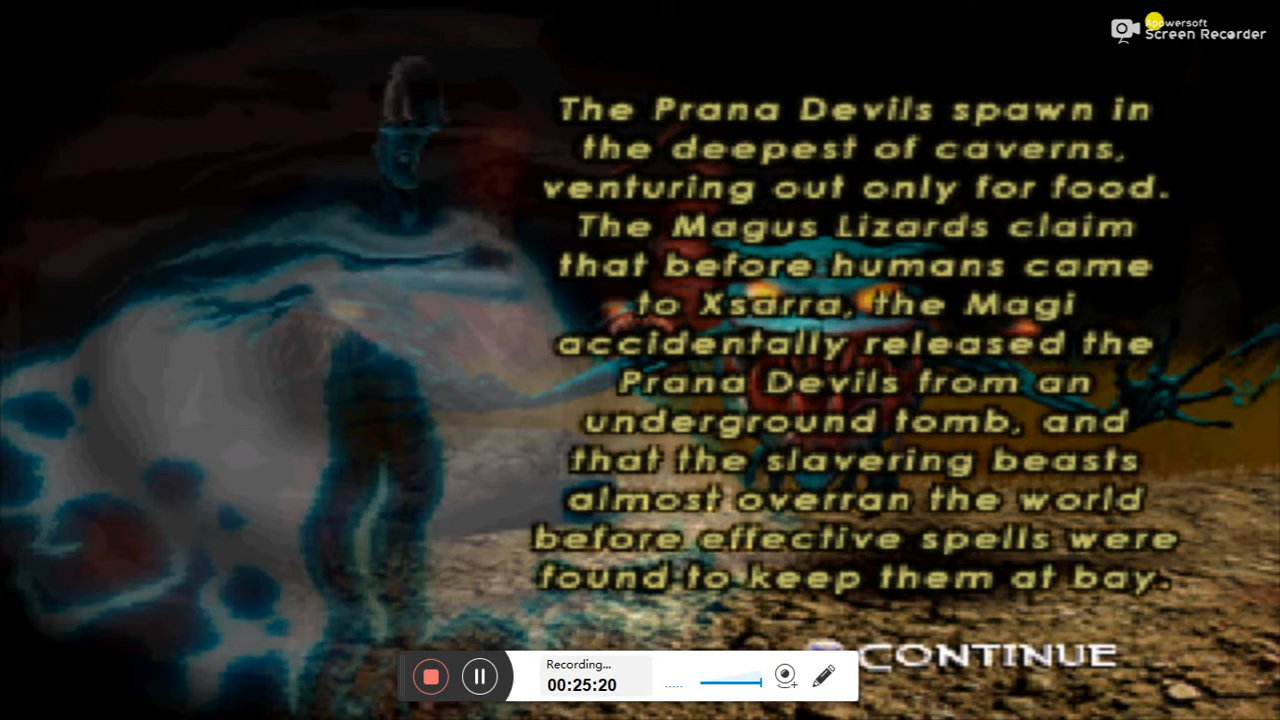 Apowersoft
Screen Recorder
The Prana Devils spawn in
the deepest of caverns,
venturing out only for food.
The Magus Lizards claim
that before humans came
to Xsarra, the Magi
accidentally released the
Prana Devils from an
underground tomb, and
that the slavering beasts
almost overran the world
before effective spells were
found to keep them at bay.
CONTINUE
Recording...
00:25:20